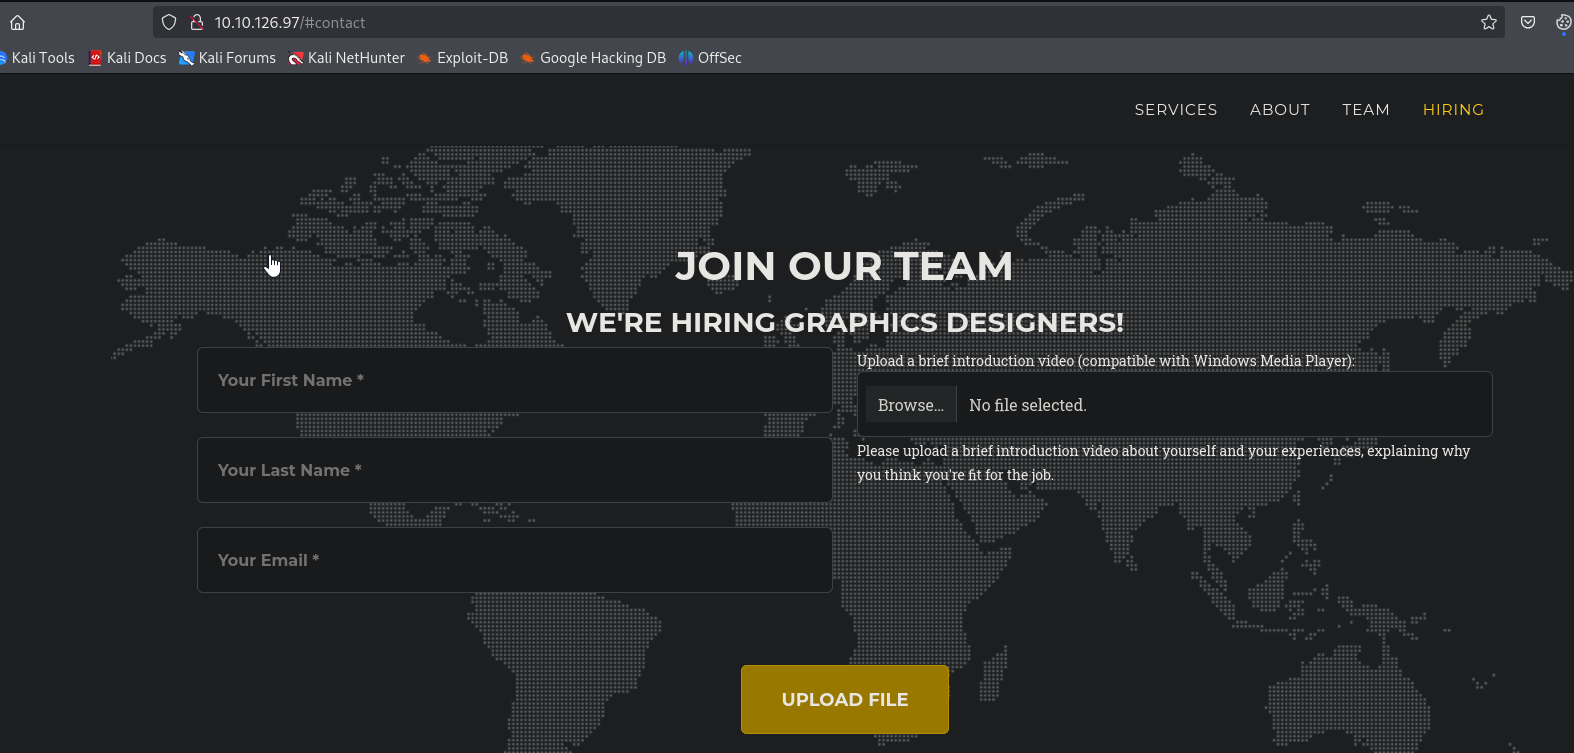 10.10.126.97/#contact
Kali Tools Kali Docs Kali Forums Kali NetHunter Exploit-DB Google Hacking DB OffSec
SERVICES ABOUT TEAM HIRING
JOIN OUR TEAM
WE'RE HIRING GRAPHICS DESIGNERS!
Your First Name *
Your Last Name *
Your Email *
Upload a brief introduction video (compatible with Windows Media Player):
Browse... No file selected.
Please upload a brief introduction video about yourself and your experiences, explaining why
you think you're fit for the job.
UPLOAD FILE